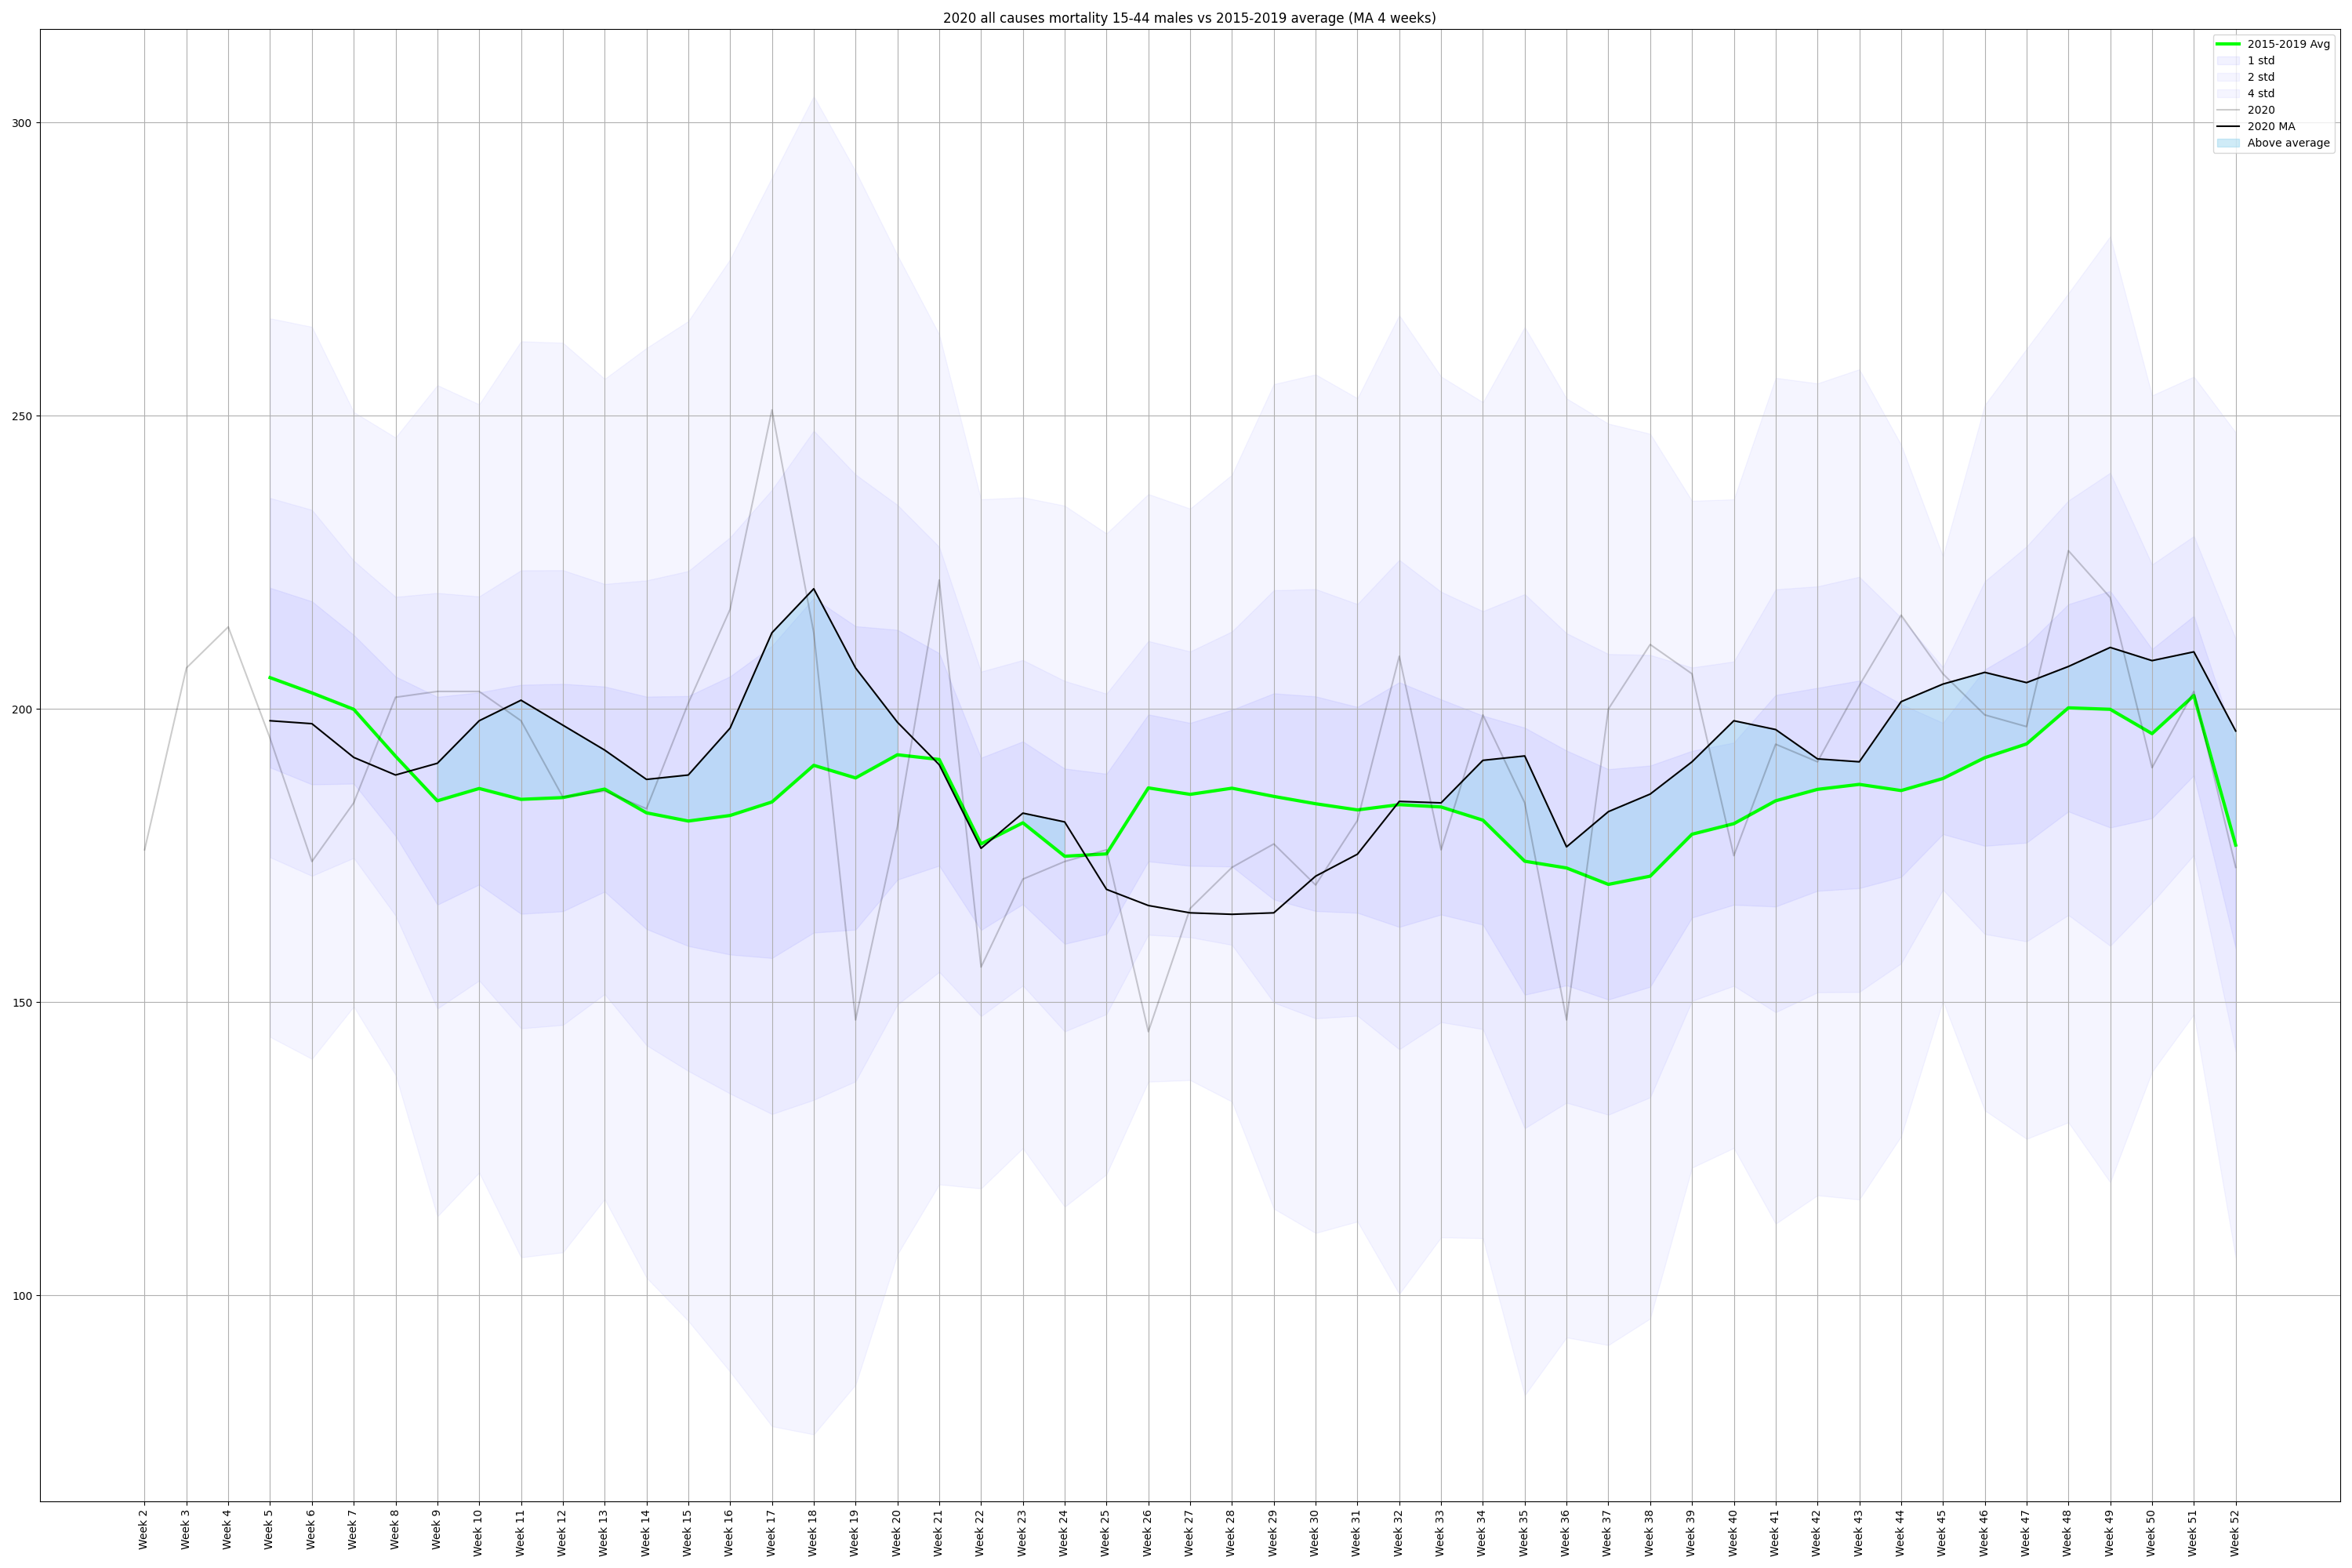 2020 all causes mortality 15-44 males vs 2015-2019 average (MA 4 weeks)
2015-2019 Avg
1 std
2 std
4 std
2020
2020 MA
Above average
300
250
200
150
100
Week 2
Week 3
Week 4
Week 5
Week 6
Week 7
Week 8
Week 9
Week 10
Week 11
Week 12
Week 13
Week 14
Week 15
Week 16
Week 17
Week 18
Week 19
Week 20
Week 21
Week 22
Week 23
Week 24
Week 25
Week 26
Week 27
Week 28
Week 29
Week 30
Week 31
Week 32
Week 33
Week 34
Week 35
Week 36
Week 37
Week 38
Week 39
Week 40
Week 41
Week 42
Week 43
Week 44
Week 45
Week 46
Week 47
Week 48
Week 49
Week 50
Week 51
Week 52